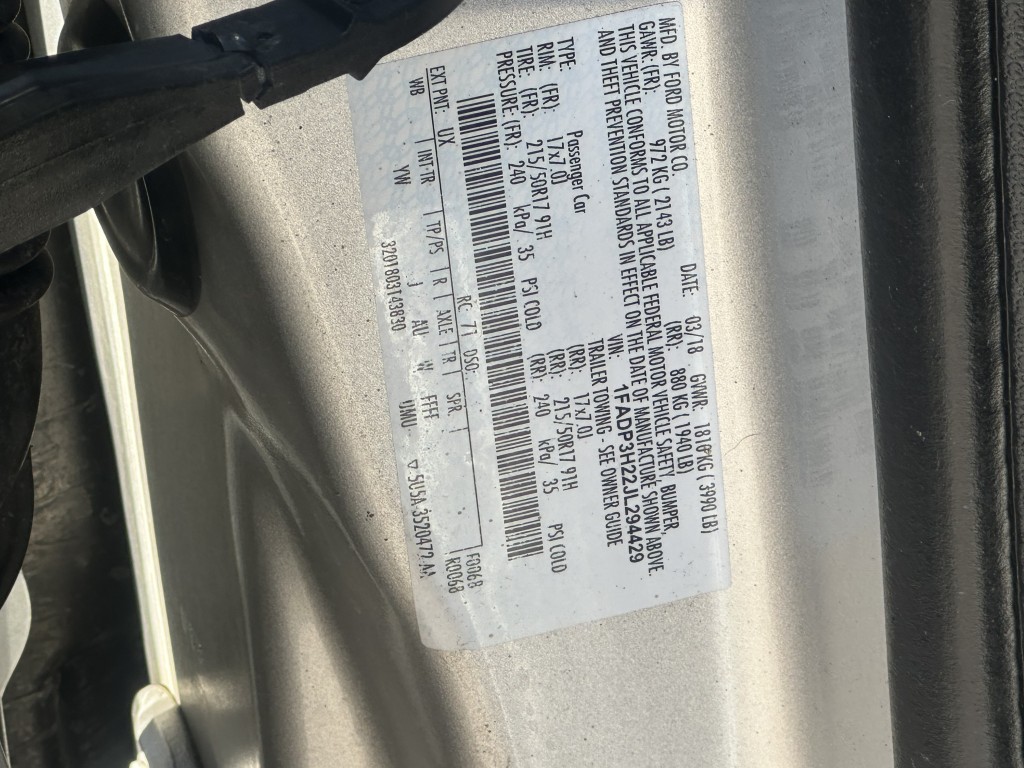 MFD. BY FORD MOTOR CO.
DATE: 03/18 GVWR: 1810 KG ( 3990 LB)
GAWR: (FR): 972 KG ( 2143 LB) (RR): 880 KG ( 1940 LB)
THIS VEHICLE CONFORMS TO ALL APPLICABLE FEDERAL MOTOR VEHICLE SAFETY, BUMPER,
AND THEFT PREVENTION STANDARDS IN EFFECT ON THE DATE OF MANUFACTURE SHOWN ABOVE.
VIN: 1FADP3H22JL294429
TYPE: Passenger Car TRAILER TOWING - SEE OWNER GUIDE
RIM: (FR): 17x7.0J (RR): 17x7.0J
TIRE: (FR): 215/50R17 91H (RR): 215/50R17 91H
PRESSURE: (FR): 240 kPa/ 35 PSI COLD (RR): 240 kPa/ 35 PSI COLD
EXT PNT: UX RC: 71 DSO: F0068
WB INT-TR TP/PS R AXLE TR SPR R0068
YW J AU W FFFF
3201803143830 UMU ▽5U5A-3520472-AA